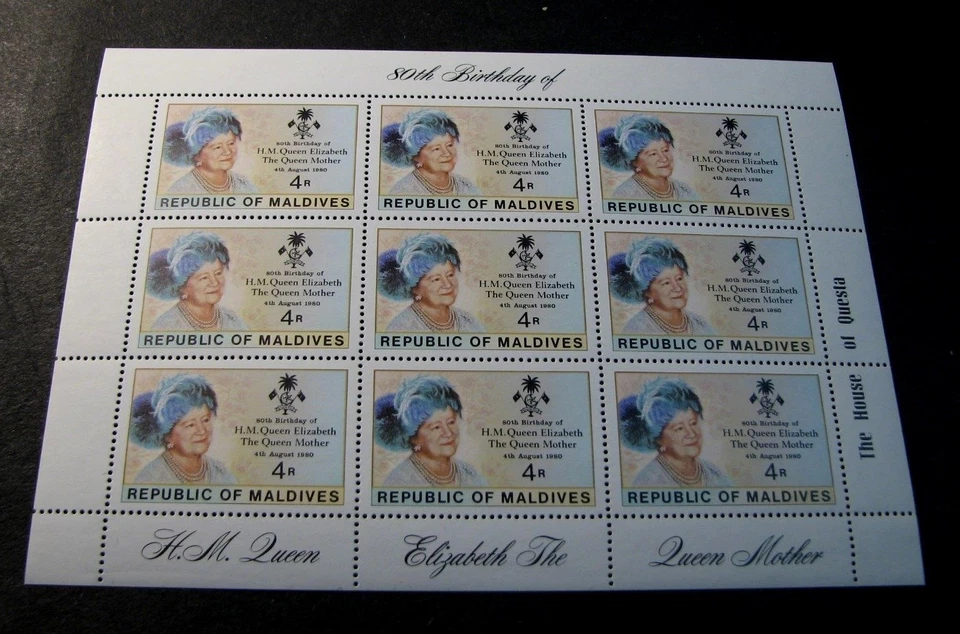 80th Birthday of
80th Birthday of
H.M. Queen Elizabeth
The Queen Mother
4th August 1980
4R
REPUBLIC OF MALDIVES
80th Birthday of
H.M. Queen Elizabeth
The Queen Mother
4th August 1980
4R
REPUBLIC OF MALDIVES
80th Birthday of
H.M. Queen Elizabeth
The Queen Mother
4th August 1980
4R
REPUBLIC OF MALDIVES
80th Birthday of
H.M. Queen Elizabeth
The Queen Mother
4th August 1980
4R
REPUBLIC OF MALDIVES
80th Birthday of
H.M. Queen Elizabeth
The Queen Mother
4th August 1980
4R
REPUBLIC OF MALDIVES
80th Birthday of
H.M. Queen Elizabeth
The Queen Mother
4th August 1980
4R
REPUBLIC OF MALDIVES
80th Birthday of
H.M. Queen Elizabeth
The Queen Mother
4th August 1980
4R
REPUBLIC OF MALDIVES
80th Birthday of
H.M. Queen Elizabeth
The Queen Mother
4th August 1980
4R
REPUBLIC OF MALDIVES
80th Birthday of
H.M. Queen Elizabeth
The Queen Mother
4th August 1980
4R
REPUBLIC OF MALDIVES
The House of Questa
H.M. Queen Elizabeth The Queen Mother